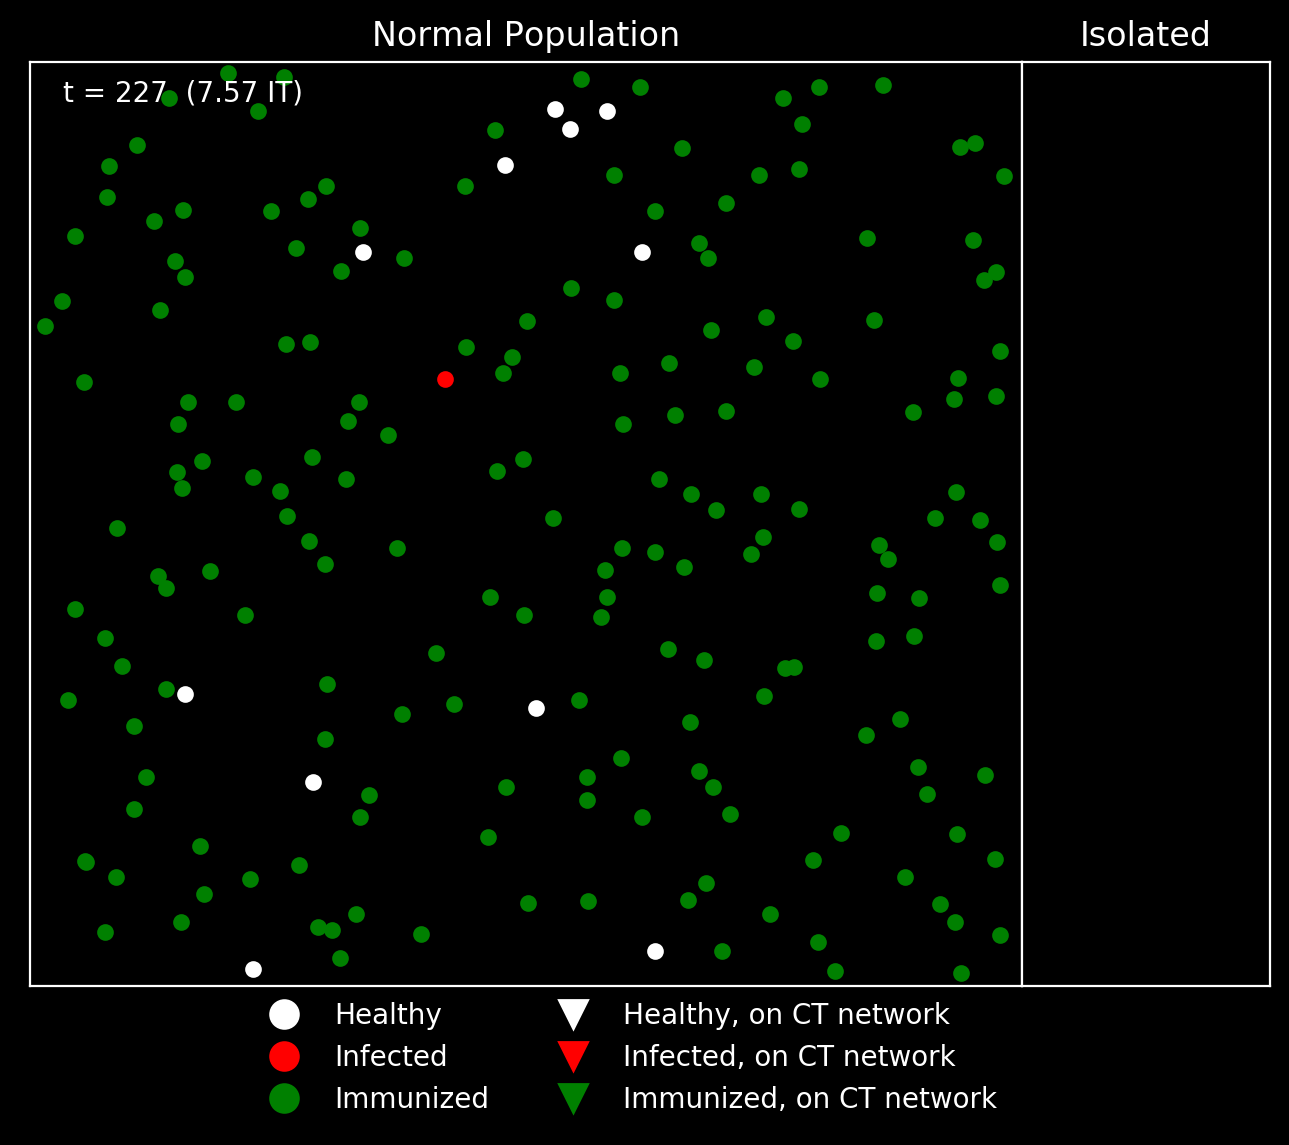 Normal Population
Isolated
t = 227  (7.57 IT)
Healthy
Infected
Immunized
Healthy, on CT network
Infected, on CT network
Immunized, on CT network